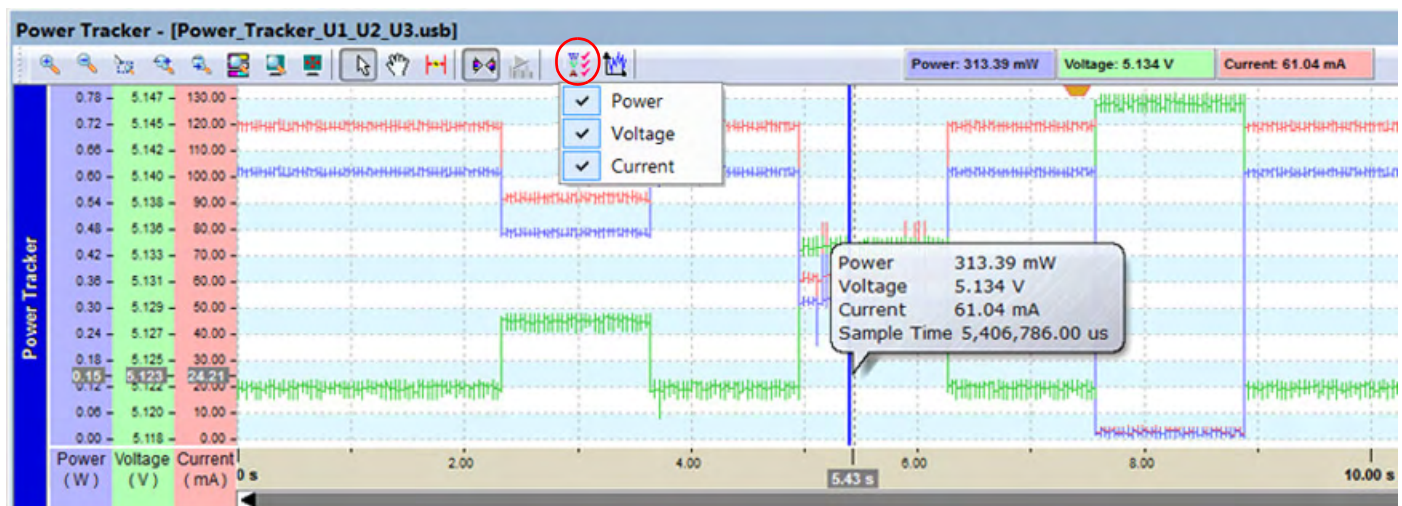 Power Tracker - [Power_Tracker_U1_U2_U3.usb]
Power: 313.39 mW Voltage: 5.134 V Current: 61.04 mA
Power
Voltage
Current
Power Tracker
0.78 5.147 130.00
0.72 5.145 120.00
0.66 5.142 110.00
0.60 5.140 100.00
0.54 5.138 90.00
0.48 5.136 80.00
0.42 5.133 70.00
0.36 5.131 60.00
0.30 5.129 50.00
0.24 5.127 40.00
0.18 5.125 30.00
0.15 5.123 24.21
0.12 5.122 20.00
0.06 5.120 10.00
0.00 5.118 0.00
Power 313.39 mW
Voltage 5.134 V
Current 61.04 mA
Sample Time 5,406,786.00 us
Power Voltage Current
(W) (V) (mA)
0 s 2.00 4.00 5.43 s 6.00 8.00 10.00 s